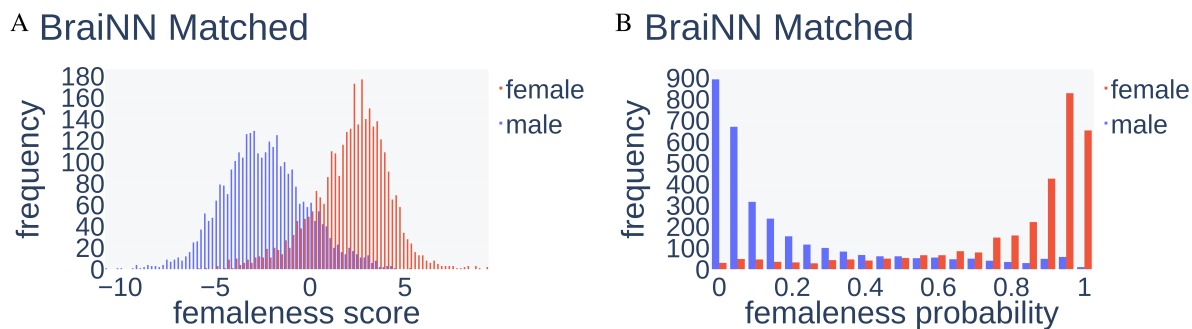 A BraiNN Matched
frequency
180
160
140
120
100
80
60
40
20
0
−10 −5 0 5
femaleness score
female
male
B BraiNN Matched
frequency
900
800
700
600
500
400
300
200
100
0
0 0.2 0.4 0.6 0.8 1
femaleness probability
female
male